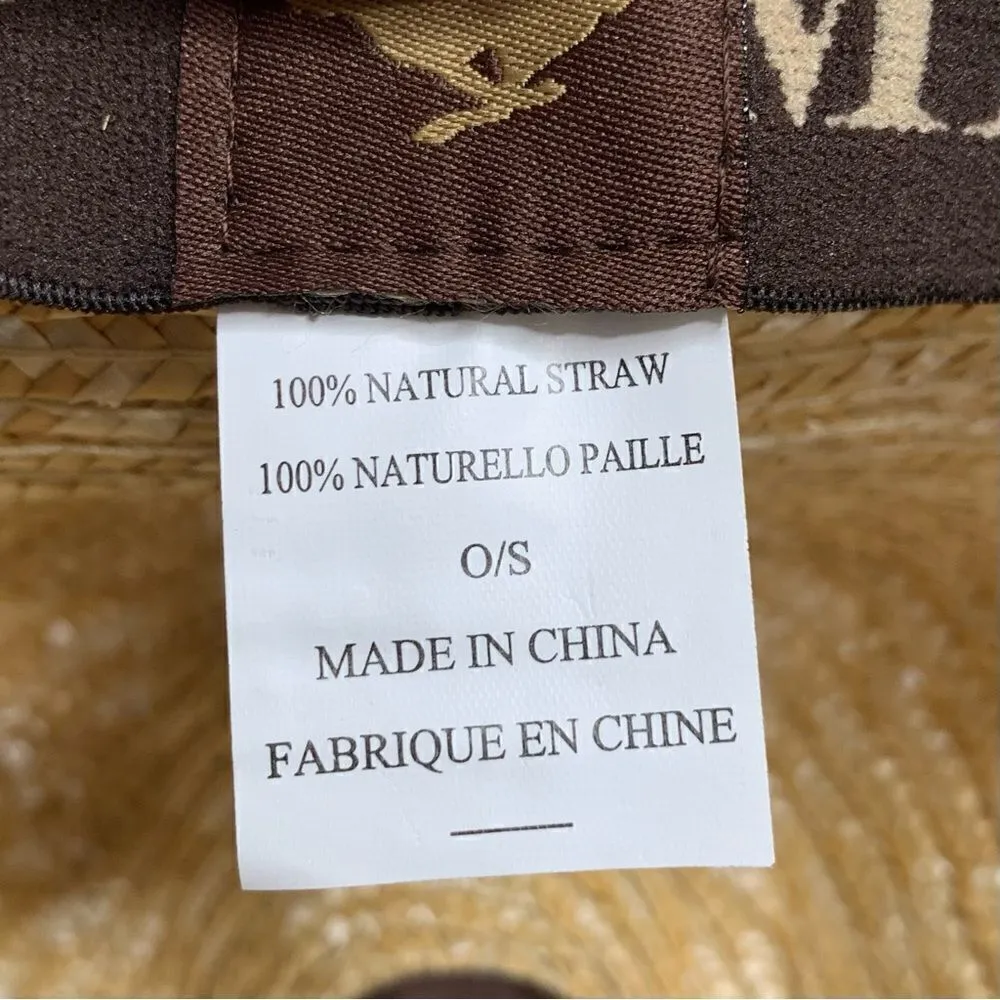 100% NATURAL STRAW
100% NATURELLO PAILLE
O/S
MADE IN CHINA
FABRIQUE EN CHINE